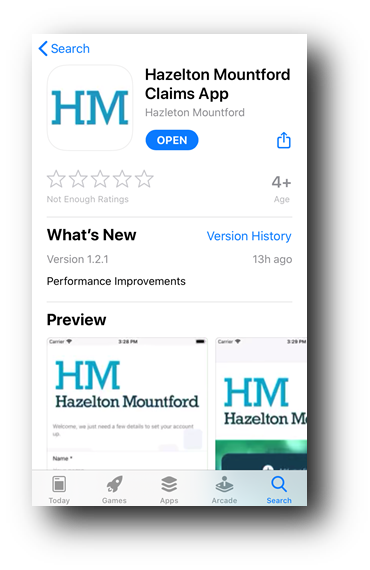 Search
HM
Hazelton Mountford
Claims App
Hazleton Mountford
OPEN
Not Enough Ratings
4+
Age
What's New
Version History
Version 1.2.1
13h ago
Performance Improvements
Preview
Carrier
3:28 PM
HM
Hazelton Mountford
Welcome, we just need a few details to set your account
up
Name *
Carrier
3:29 PM
HM
Hazelton Mo
Today
Games
Apps
Arcade
Search